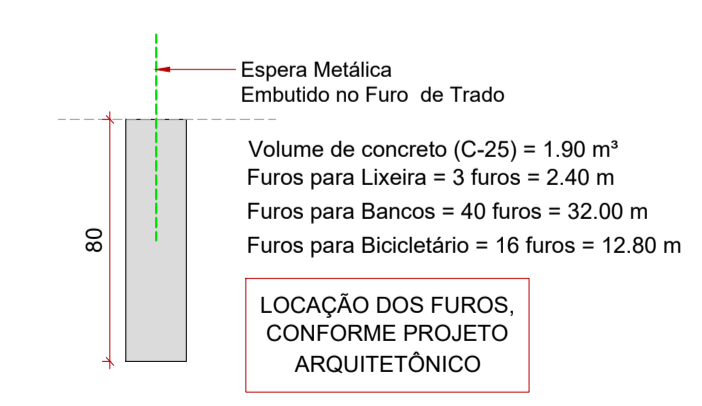 Espera Metálica
Embutido no Furo de Trado
Volume de concreto (C-25) = 1.90 m³
Furos para Lixeira = 3 furos = 2.40 m
Furos para Bancos = 40 furos = 32.00 m
Furos para Bicicletário = 16 furos = 12.80 m
80
LOCAÇÃO DOS FUROS,
CONFORME PROJETO
ARQUITETÔNICO